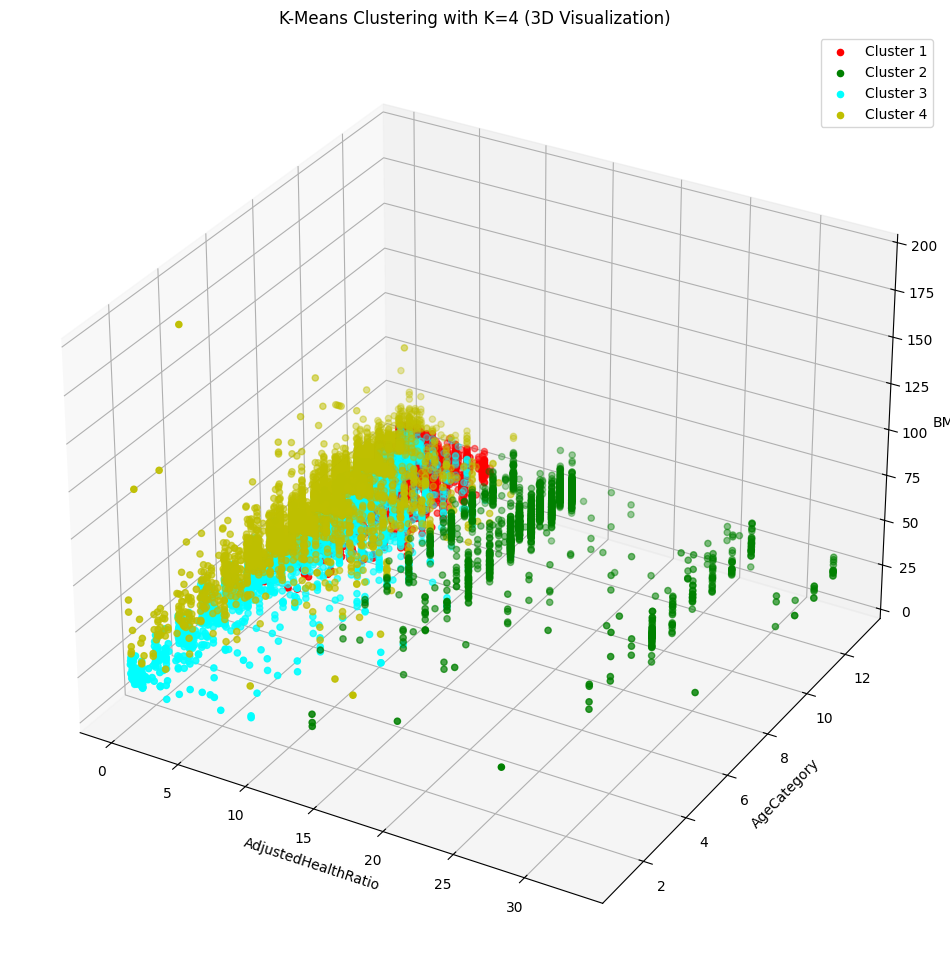 K-Means Clustering with K=4 (3D Visualization)
Cluster 1
Cluster 2
Cluster 3
Cluster 4
200
175
150
125
100
BM
75
50
25
0
12
10
8
6
4
2
AgeCategory
0
5
10
15
20
25
30
AdjustedHealthRatio